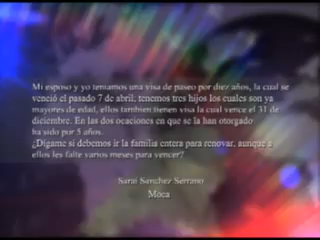 Mi esposo y yo teníamos una visa de paseo por diez años, la cual se
venció el pasado 7 de abril; tenemos tres hijos los cuales son ya
mayores de edad, ellos tambien tienen visa la cual vence el 31 de
diciembre. En las dos ocaciones en que se la han otorgado
ha sido por 5 años.
¿Dígame si debemos ir la familia entera para renovar, aunque a
ellos les falte varios meses para vencer?
Sarai Sánchez Serrano
Moca